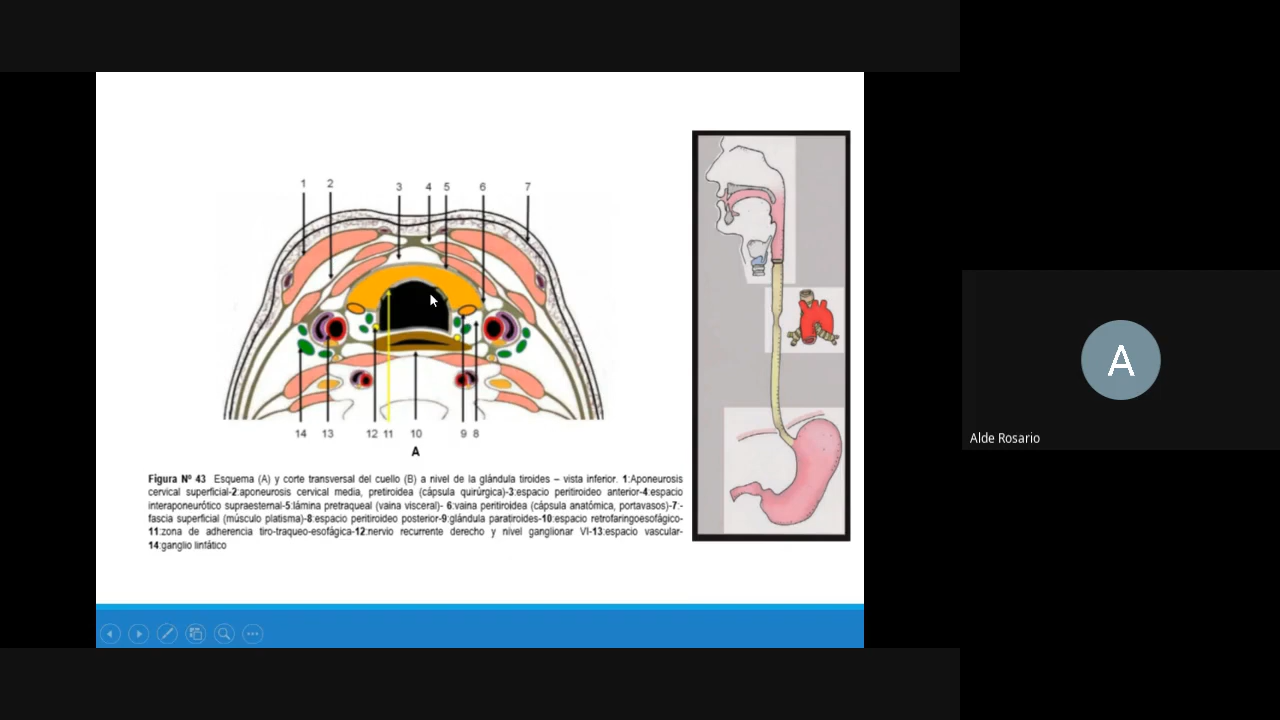 1 2 3 4 5 6 7
14 13 12 11 10 9 8
A
Figura Nº 43 Esquema (A) y corte transversal del cuello (B) a nivel de la glándula tiroides – vista inferior. 1:Aponeurosis
cervical superficial-2:aponeurosis cervical media, pretiroidea (cápsula quirúrgica)-3:espacio peritiroideo anterior-4:espacio
interaponeurótico supraesternal-5:lámina pretraqueal (vaina visceral)- 6:vaina peritiroidea (cápsula anatómica, portavasos)-7:-
fascia superficial (músculo platisma)-8:espacio peritiroideo posterior-9:glándula paratiroides-10:espacio retrofaringoesofágico-
11:zona de adherencia tiro-traqueo-esofágica-12:nervio recurrente derecho y nivel ganglionar VI-13:espacio vascular-
14:ganglio linfático
A
Alde Rosario